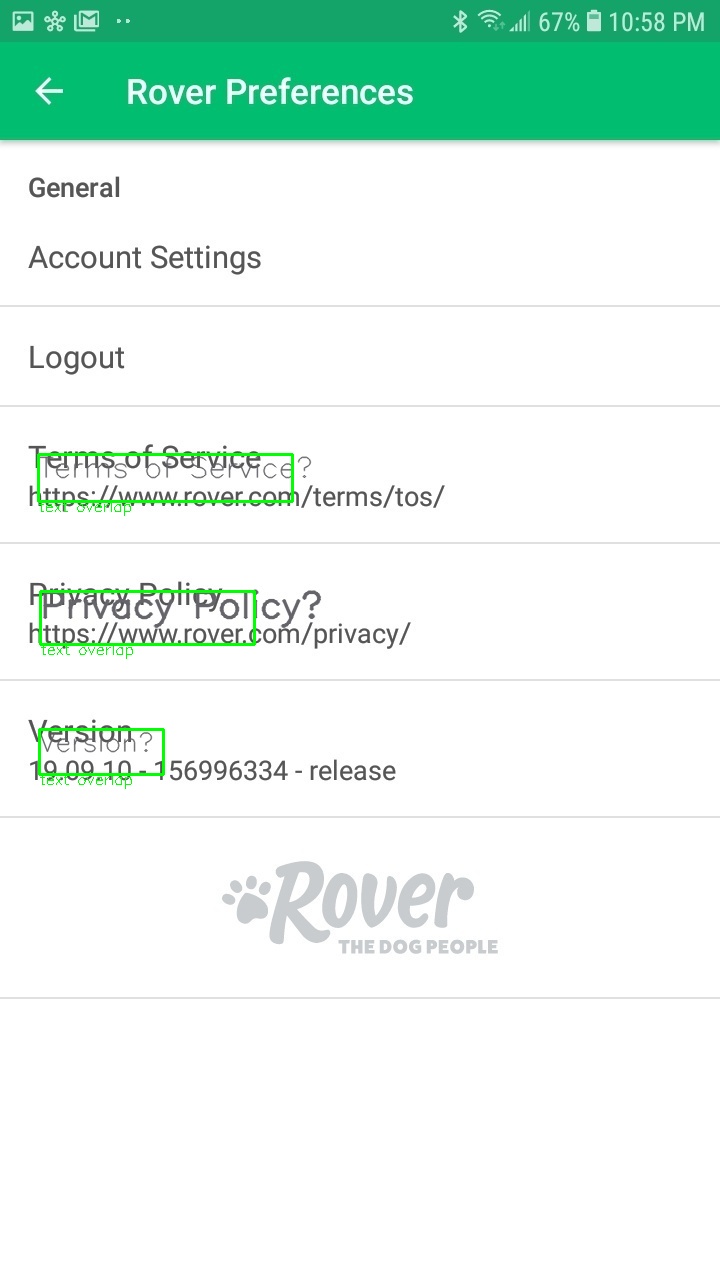 67% 10:58 PM
Rover Preferences
General
Account Settings
Logout
Terms of Service
Terms of Service?
https://www.rover.com/terms/tos/
text overlap
Privacy Policy
Privacy Policy?
https://www.rover.com/privacy/
text overlap
Version
Version?
19.09.10 - 156996334 - release
text overlap
Rover
THE DOG PEOPLE